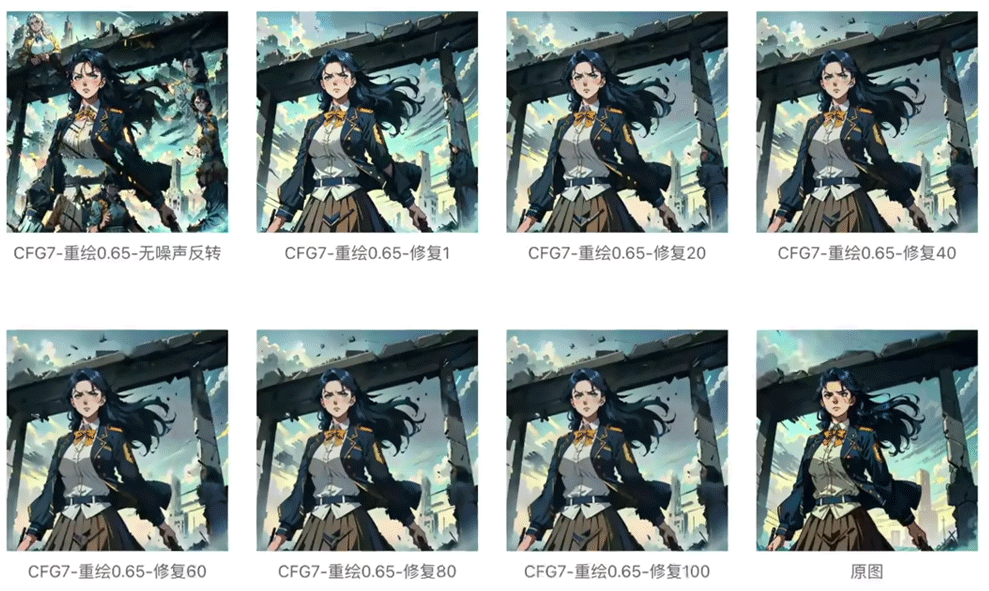 CFG7-重绘0.65-无噪声反转
CFG7-重绘0.65-修复1
CFG7-重绘0.65-修复20
CFG7-重绘0.65-修复40
CFG7-重绘0.65-修复60
CFG7-重绘0.65-修复80
CFG7-重绘0.65-修复100
原图